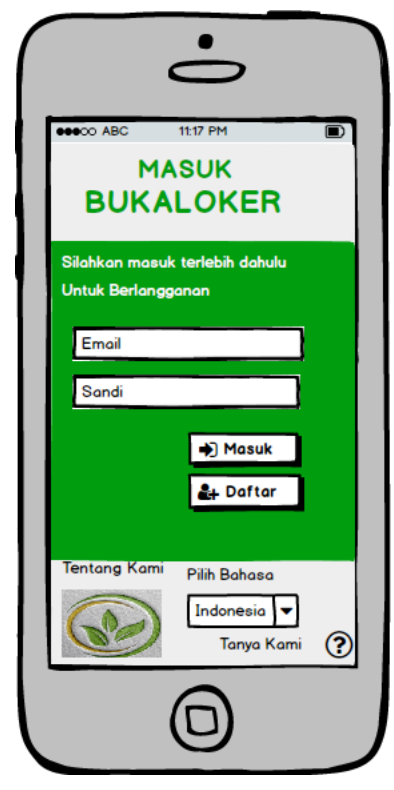 ABC 11:17 PM
MASUK
BUKALOKER
Silahkan masuk terlebih dahulu
Untuk Berlangganan
Email
Sandi
Masuk
Daftar
Tentang Kami
Pilih Bahasa
Indonesia
Tanya Kami ?